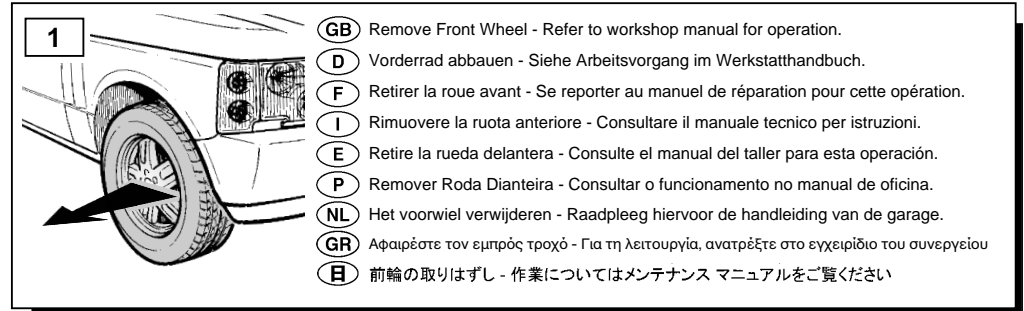 1
GB Remove Front Wheel - Refer to workshop manual for operation.
D Vorderrad abbauen - Siehe Arbeitsvorgang im Werkstatthandbuch.
F Retirer la roue avant - Se reporter au manuel de réparation pour cette opération.
I Rimuovere la ruota anteriore - Consultare il manuale tecnico per istruzioni.
E Retire la rueda delantera - Consulte el manual del taller para esta operación.
P Remover Roda Dianteira - Consultar o funcionamento no manual de oficina.
NL Het voorwiel verwijderen - Raadpleeg hiervoor de handleiding van de garage.
GR Αφαιρέστε τον εμπρός τροχό - Για τη λειτουργία, ανατρέξτε στο εγχειρίδιο του συνεργείου
日 前輪の取りはずし - 作業についてはメンテナンス マニュアルをご覧ください